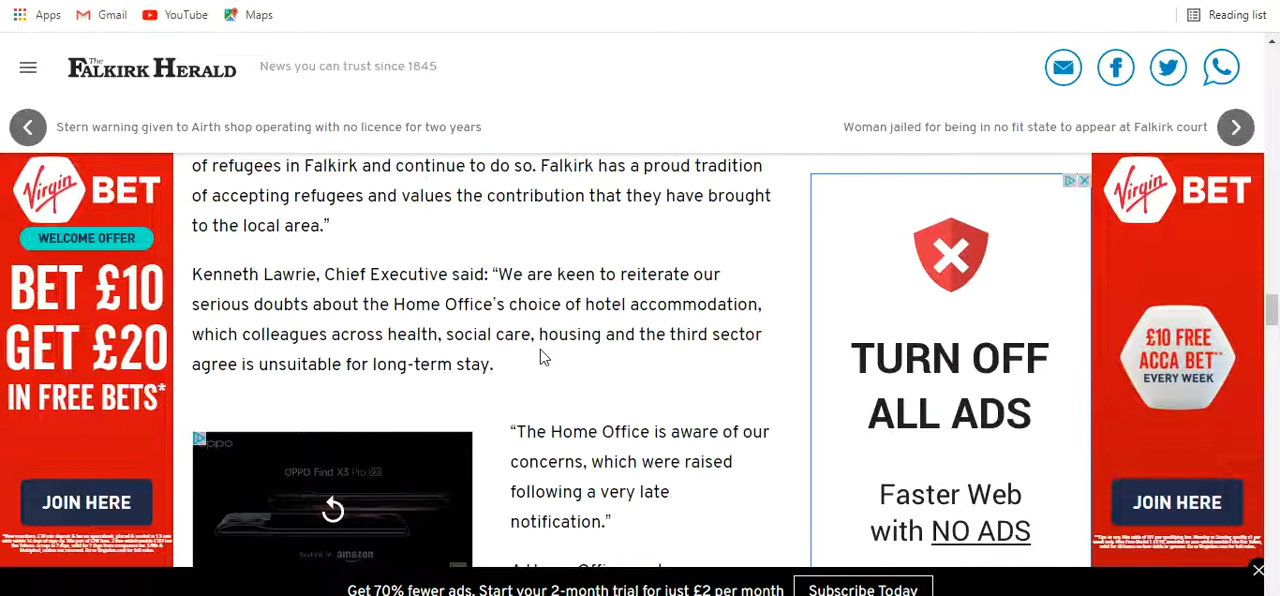 Apps Gmail YouTube Maps Reading list
The
FALKIRK HERALD
News you can trust since 1845
Stern warning given to Airth shop operating with no licence for two years
Woman jailed for being in no fit state to appear at Falkirk court
Virgin BET
WELCOME OFFER
BET £10
GET £20
IN FREE BETS*
JOIN HERE
of refugees in Falkirk and continue to do so. Falkirk has a proud tradition
of accepting refugees and values the contribution that they have brought
to the local area.”
Kenneth Lawrie, Chief Executive said: “We are keen to reiterate our
serious doubts about the Home Office’s choice of hotel accommodation,
which colleagues across health, social care, housing and the third sector
agree is unsuitable for long-term stay.
oppo
OPPO Find X3 Pro 5G
Available on amazon
“The Home Office is aware of our
concerns, which were raised
following a very late
notification.”
TURN OFF
ALL ADS
Faster Web
with NO ADS
Virgin BET
£10 FREE
ACCA BET**
EVERY WEEK
JOIN HERE
Get 70% fewer ads. Start your 2-month trial for just £2 per month
Subscribe Today